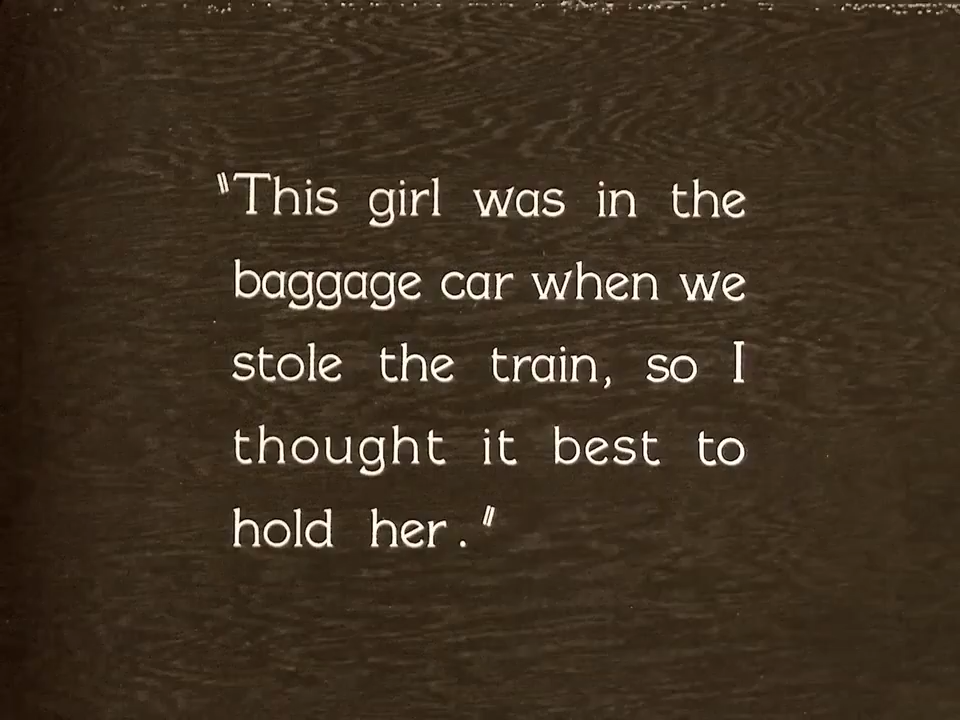 "This girl was in the
baggage car when we
stole the train, so I
thought it best to
hold her."